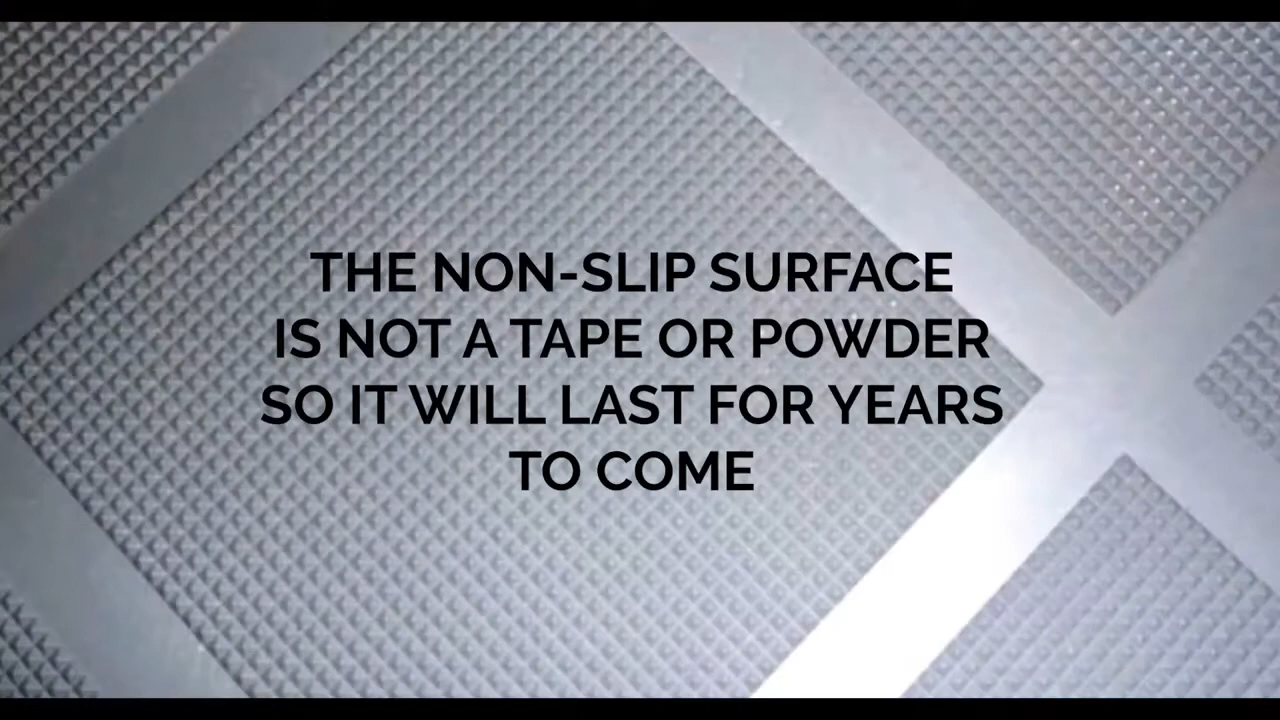 THE NON-SLIP SURFACE
IS NOT A TAPE OR POWDER
SO IT WILL LAST FOR YEARS
TO COME